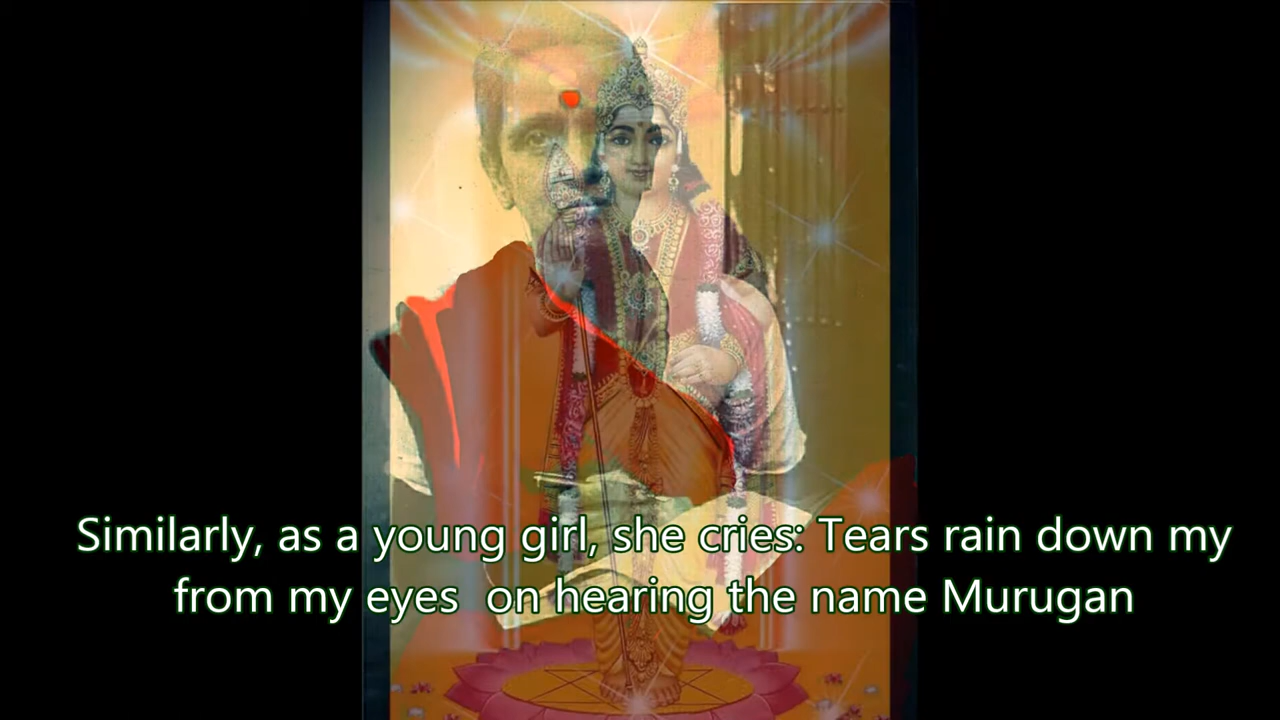 Similarly, as a young girl, she cries: Tears rain down my
from my eyes on hearing the name Murugan